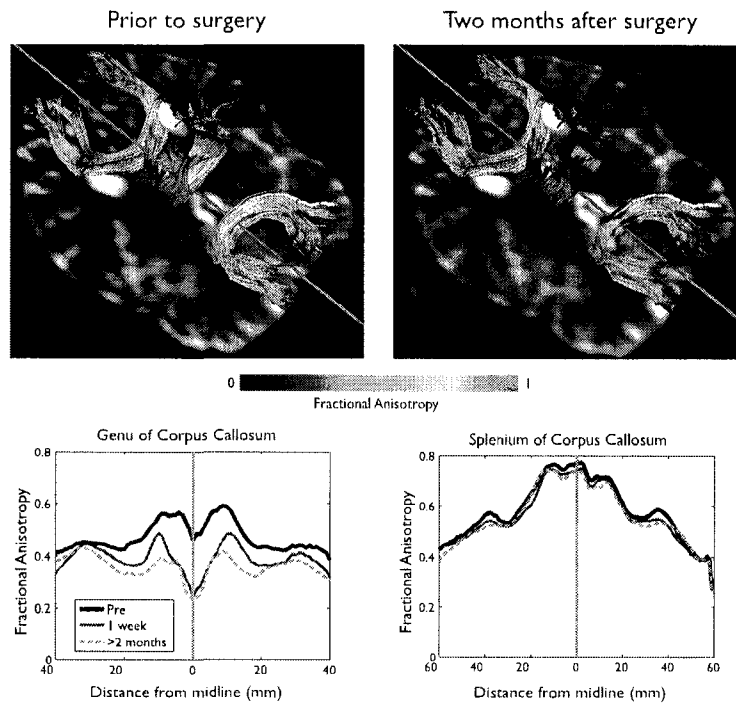 Prior to surgery
Two months after surgery
0
1
Fractional Anisotropy
Genu of Corpus Callosum
Fractional Anisotropy
0.8
0.6
0.4
0.2
0
Pre
1 week
>2 months
40
20
0
20
40
Distance from midline (mm)
Splenium of Corpus Callosum
Fractional Anisotropy
0.8
0.6
0.4
0.2
0
60
40
20
0
20
40
60
Distance from midline (mm)